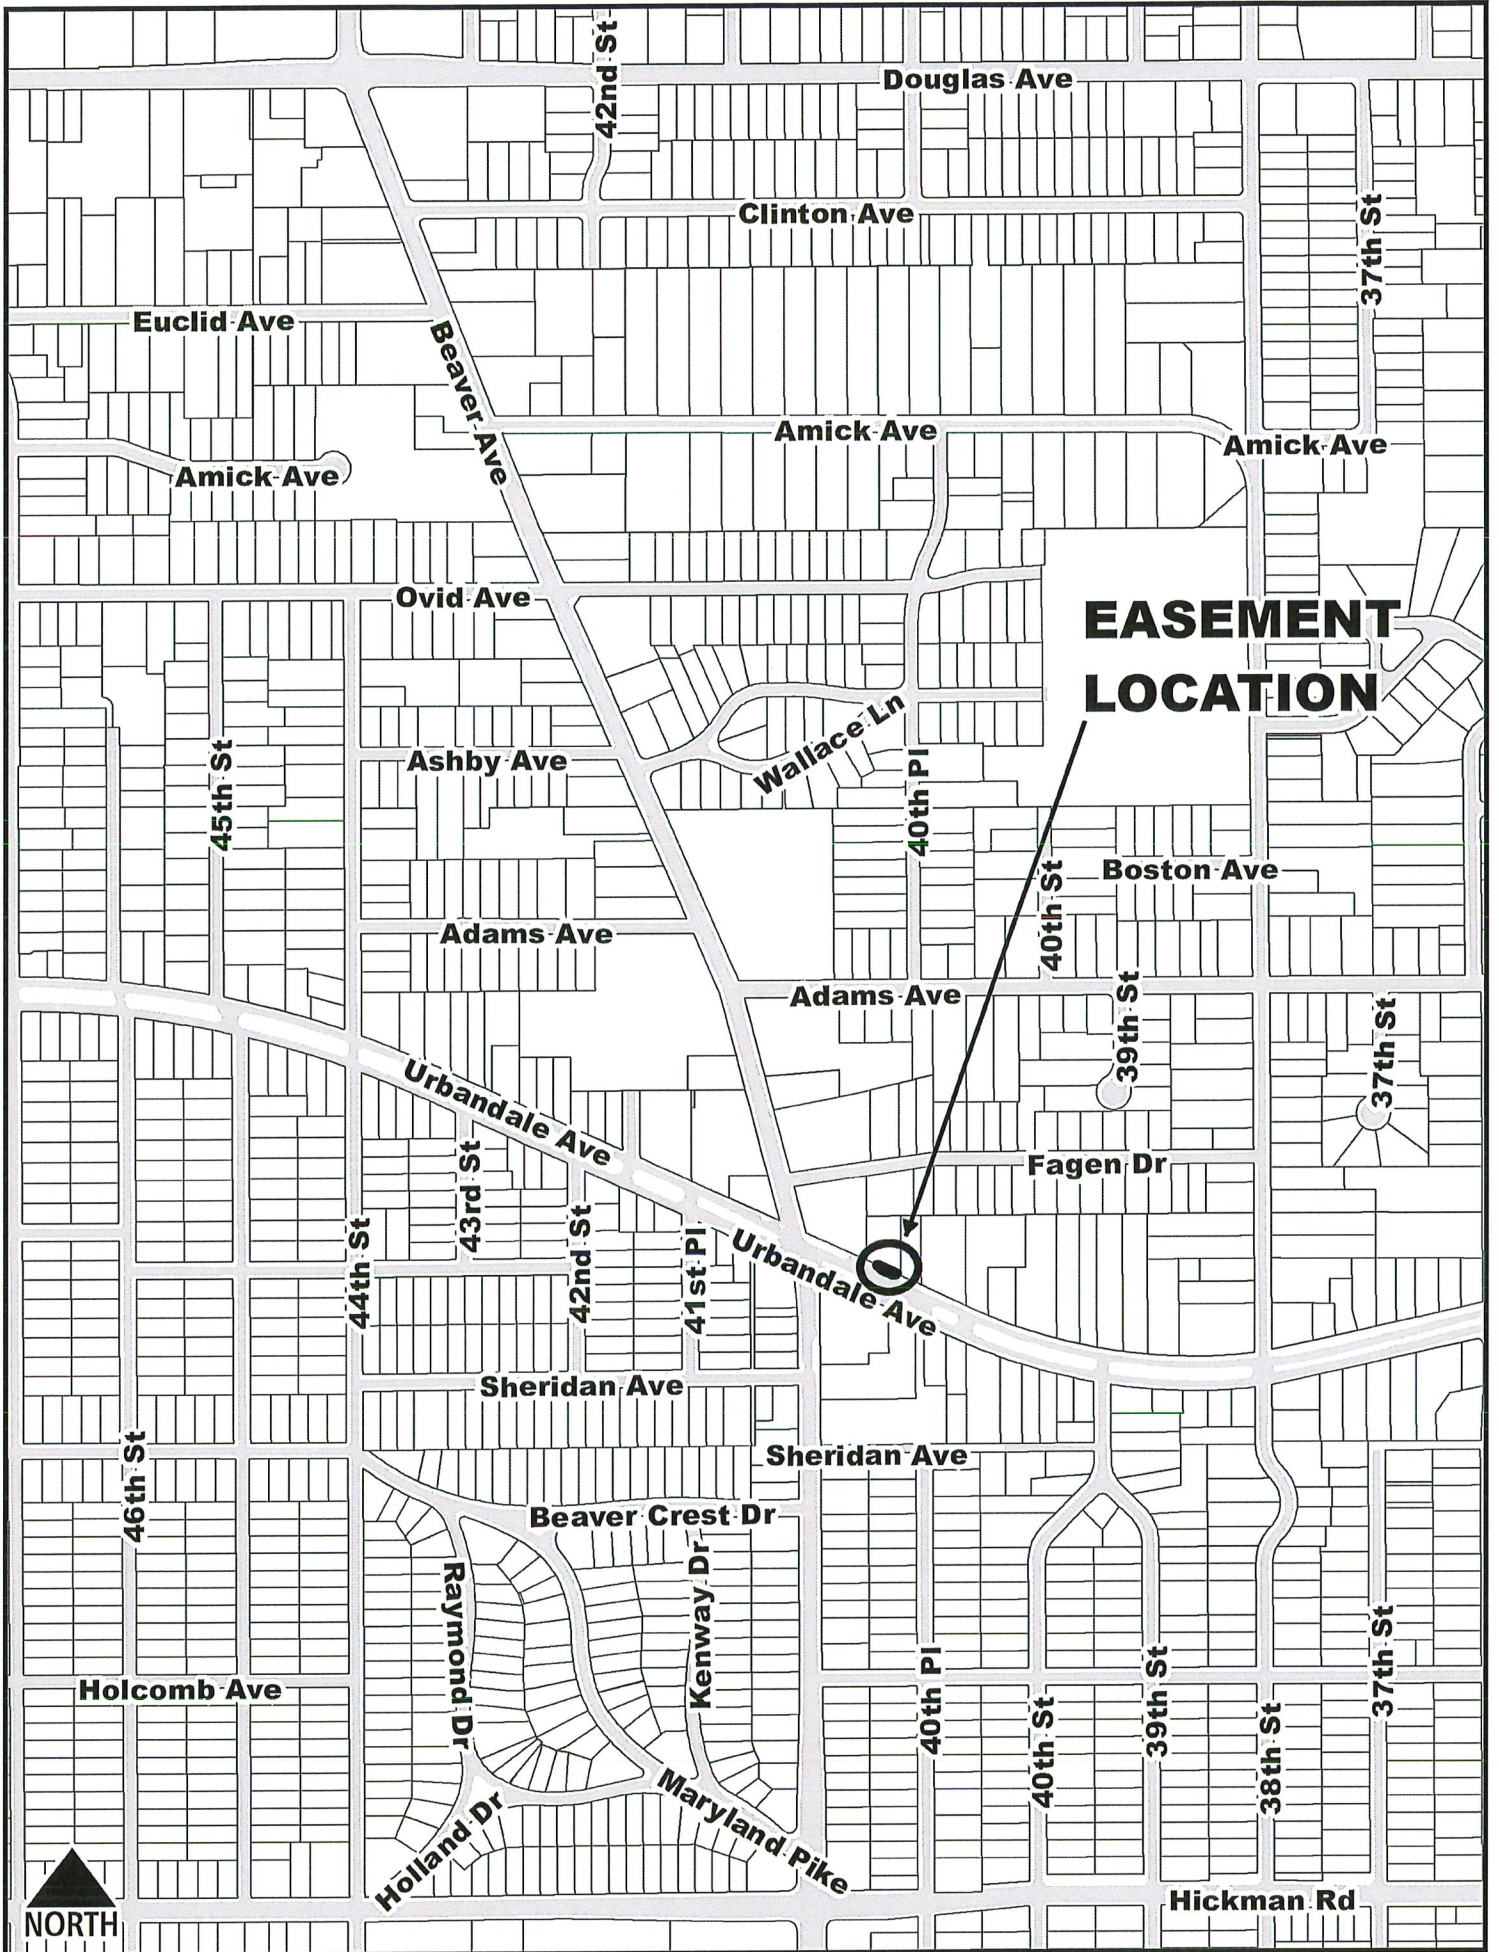 42nd St
Douglas Ave
Clinton Ave
37th St
Euclid Ave
Beaver Ave
Amick Ave
Amick Ave
Amick Ave
Ovid Ave
EASEMENT
LOCATION
Wallace Ln
45th St
Ashby Ave
40th Pl
Boston Ave
40th St
Adams Ave
Adams Ave
39th St
37th St
Urbandale Ave
43rd St
Fagen Dr
44th St
42nd St
41st Pl
Urbandale Ave
Sheridan Ave
46th St
Sheridan Ave
Beaver Crest Dr
Raymond Dr
Kenway Dr
Holcomb Ave
40th Pl
40th St
39th St
38th St
37th St
Holland Dr
Maryland Pike
Hickman Rd
NORTH